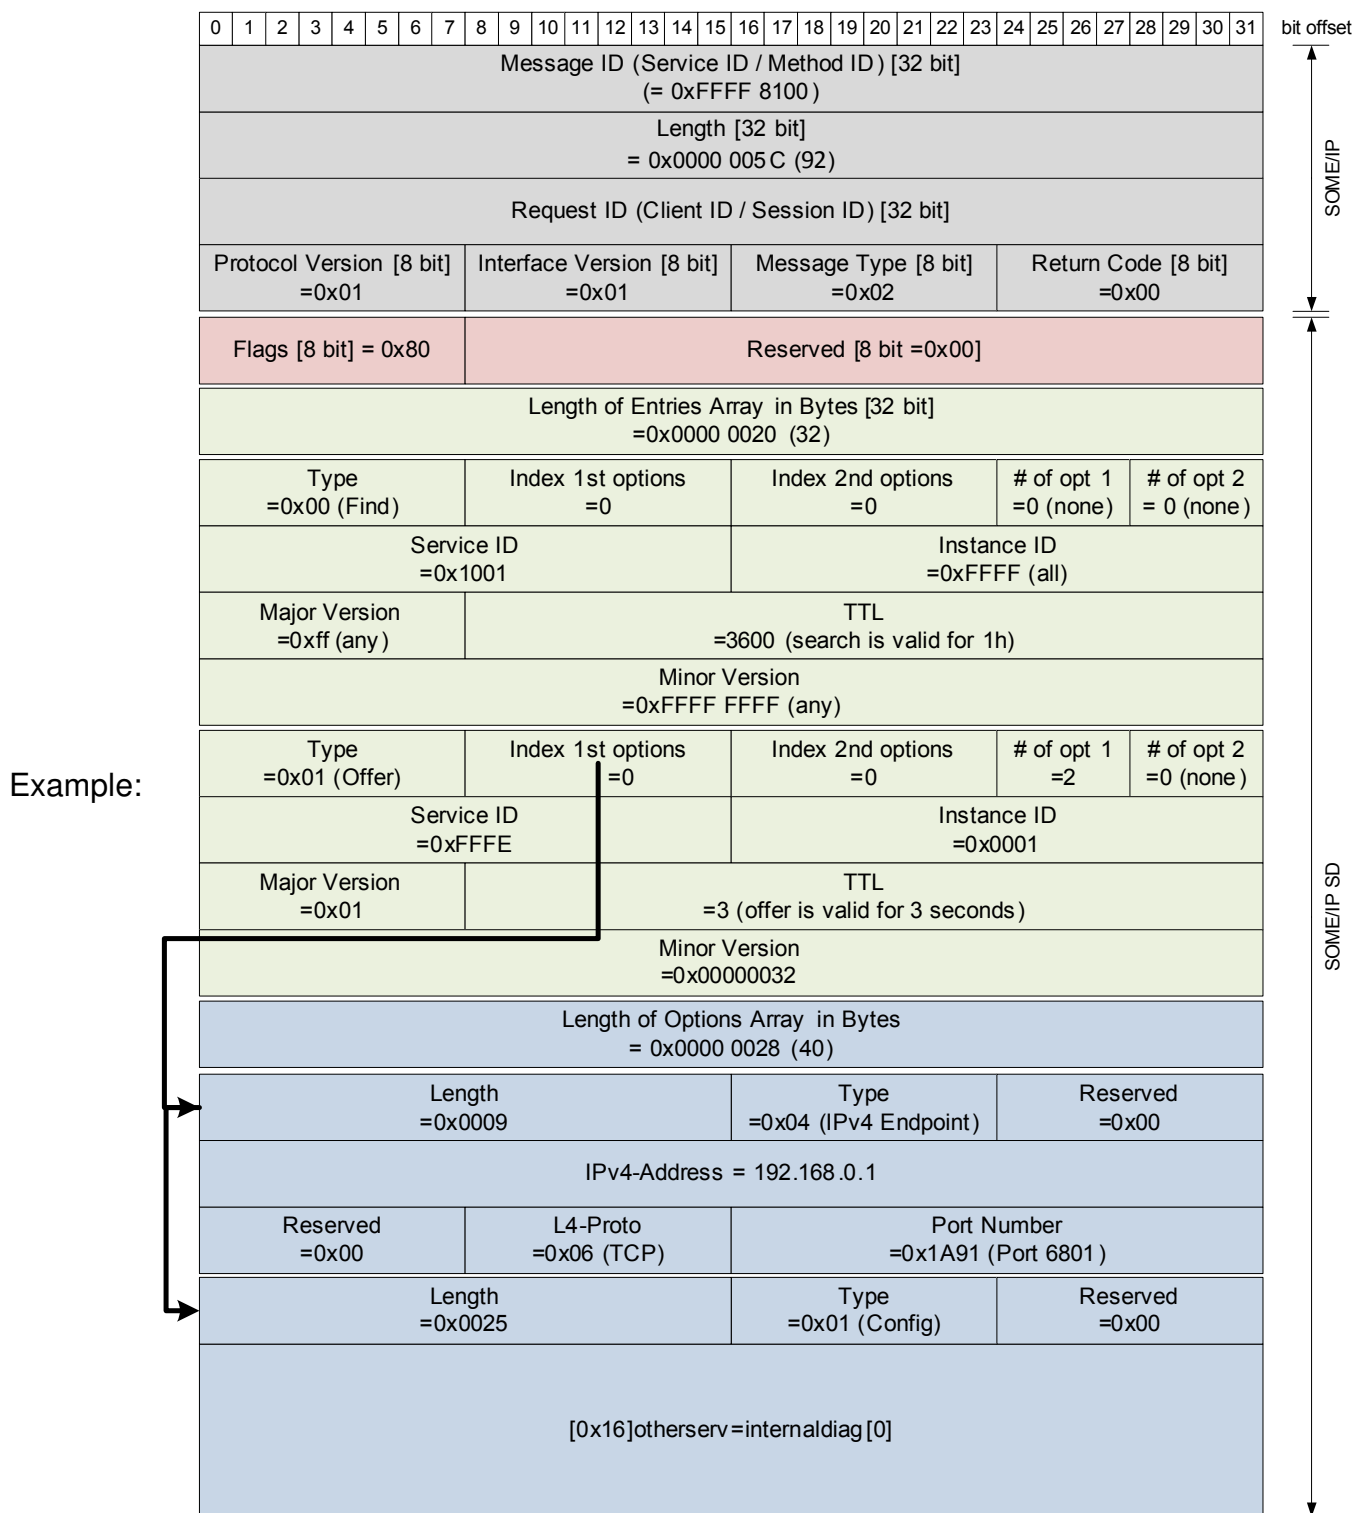 0 1 2 3 4 5 6 7 8 9 10 11 12 13 14 15 16 17 18 19 20 21 22 23 24 25 26 27 28 29 30 31 bit offset
Message ID (Service ID / Method ID) [32 bit]
(= 0xFFFF 8100)
Length [32 bit]
= 0x0000 005C (92)
Request ID (Client ID / Session ID) [32 bit]
SOME/IP
Protocol Version [8 bit] Interface Version [8 bit] Message Type [8 bit] Return Code [8 bit]
=0x01 =0x01 =0x02 =0x00
Flags [8 bit] = 0x80 Reserved [8 bit =0x00]
Length of Entries Array in Bytes [32 bit]
=0x0000 0020 (32)
Type Index 1st options Index 2nd options # of opt 1 # of opt 2
=0x00 (Find) =0 =0 =0 (none) = 0 (none)
Service ID Instance ID
=0x1001 =0xFFFF (all)
Major Version TTL
=0xff (any) =3600 (search is valid for 1h)
Minor Version
=0xFFFF FFFF (any)
Type Index 1st options Index 2nd options # of opt 1 # of opt 2
=0x01 (Offer) =0 =0 =2 =0 (none)
Example:
Service ID Instance ID
=0xFFFE =0x0001
Major Version TTL
=0x01 =3 (offer is valid for 3 seconds)
SOME/IP SD
Minor Version
=0x00000032
Length of Options Array in Bytes
= 0x0000 0028 (40)
Length Type Reserved
=0x0009 =0x04 (IPv4 Endpoint) =0x00
IPv4-Address = 192.168.0.1
Reserved L4-Proto Port Number
=0x00 =0x06 (TCP) =0x1A91 (Port 6801)
Length Type Reserved
=0x0025 =0x01 (Config) =0x00
[0x16]otherserv=internaldiag[0]